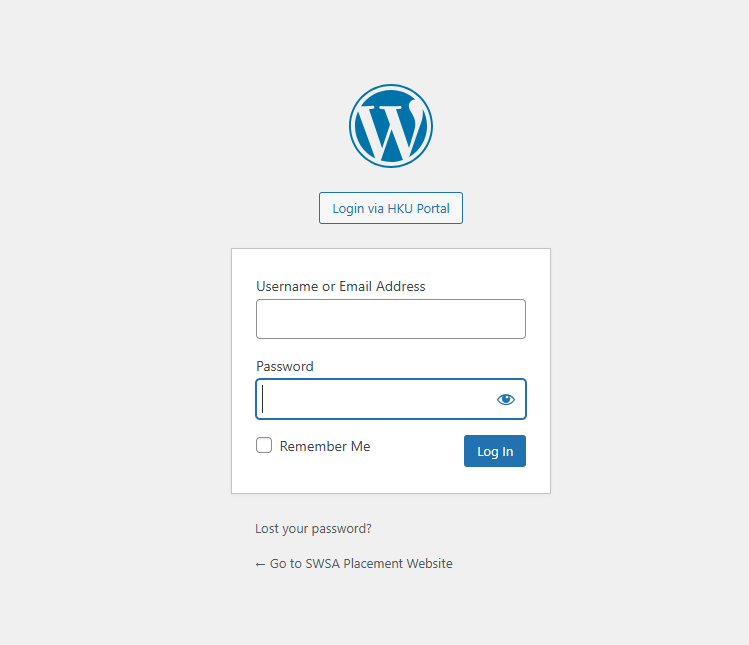 Login via HKU Portal
Username or Email Address
Password
Remember Me
Log In
Lost your password?
← Go to SWSA Placement Website